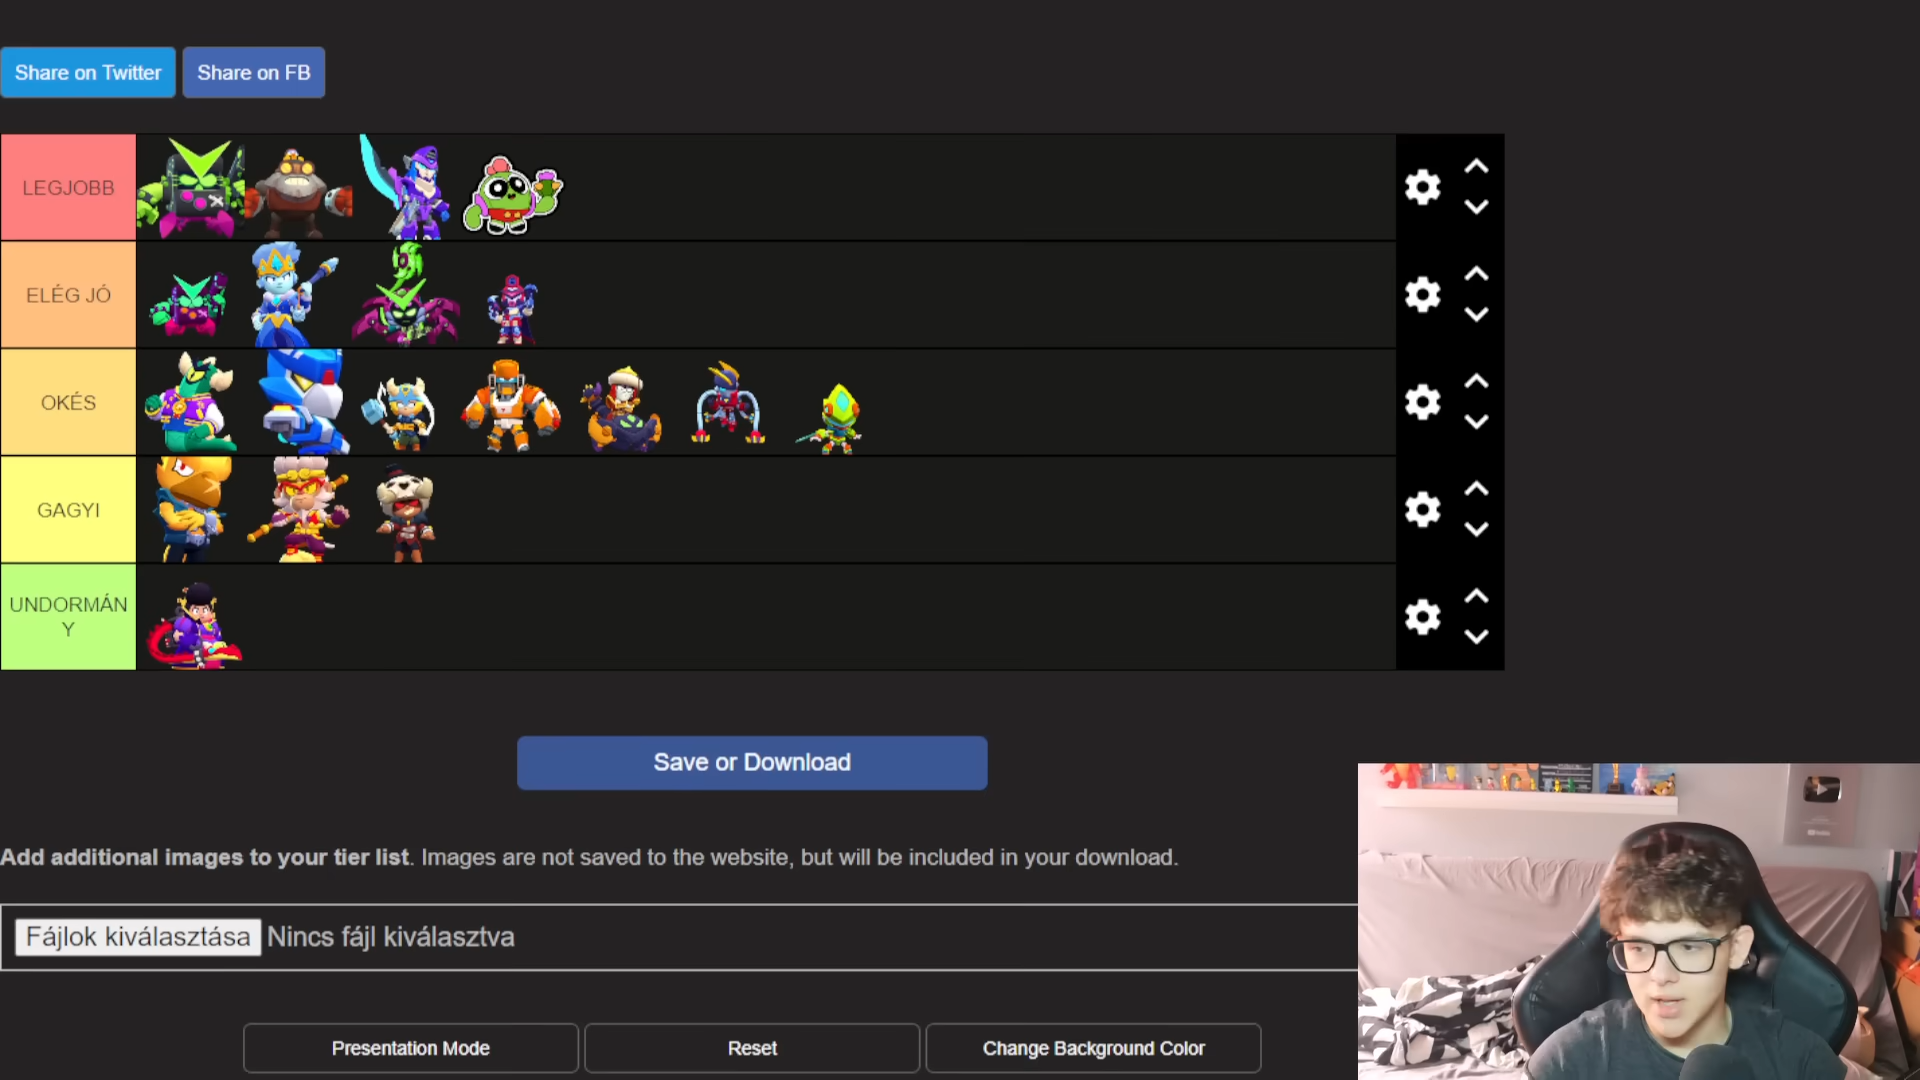 Share on Twitter
Share on FB
LEGJOBB
ELÉG JÓ
OKÉS
GAGYI
UNDORMÁN
Y
Save or Download
Add additional images to your tier list. Images are not saved to the website, but will be included in your download.
Fájlok kiválasztása Nincs fájl kiválasztva
Presentation Mode
Reset
Change Background Color